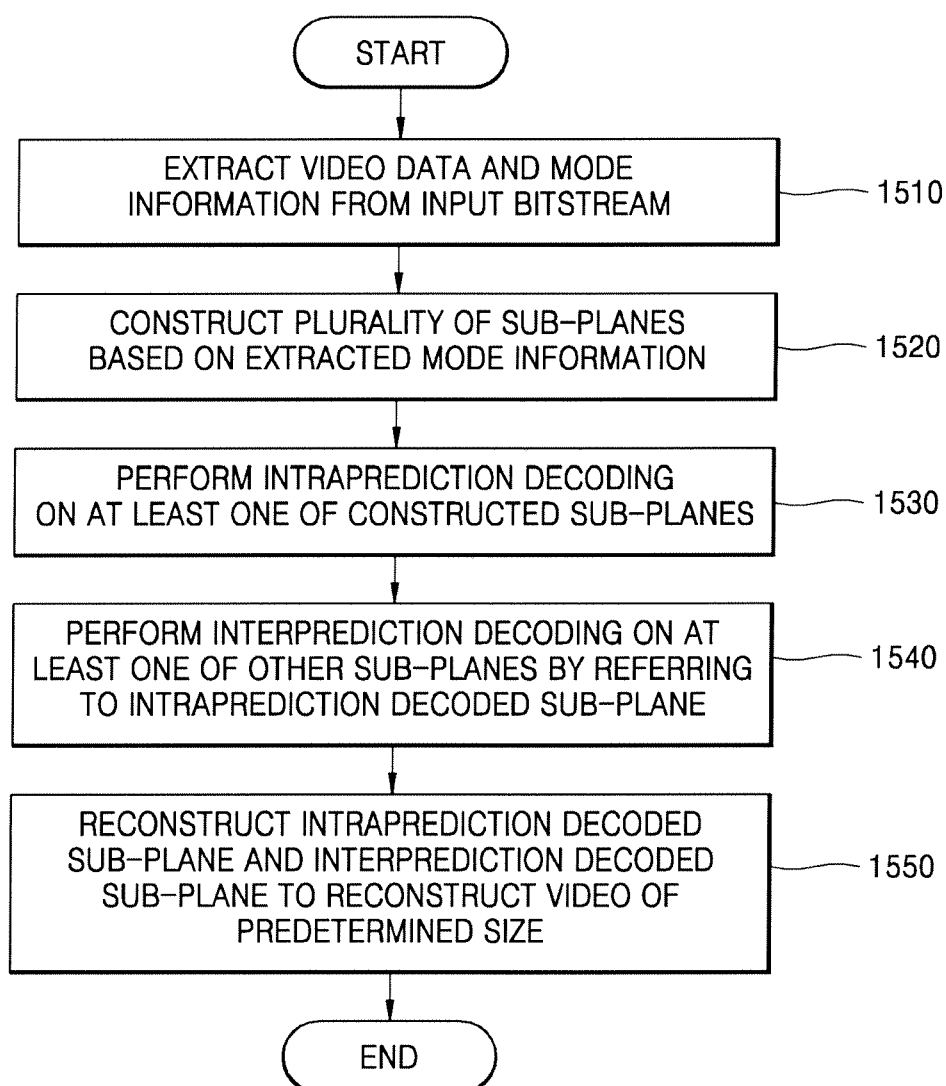 START
EXTRACT VIDEO DATA AND MODE
INFORMATION FROM INPUT BITSTREAM
1510
CONSTRUCT PLURALITY OF SUB-PLANES
BASED ON EXTRACTED MODE INFORMATION
1520
PERFORM INTRAPREDICTION DECODING
ON AT LEAST ONE OF CONSTRUCTED SUB-PLANES
1530
PERFORM INTERPREDICTION DECODING ON AT
LEAST ONE OF OTHER SUB-PLANES BY REFERRING
TO INTRAPREDICTION DECODED SUB-PLANE
1540
RECONSTRUCT INTRAPREDICTION DECODED
SUB-PLANE AND INTERPREDICTION DECODED
SUB-PLANE TO RECONSTRUCT VIDEO OF
PREDETERMINED SIZE
1550
END